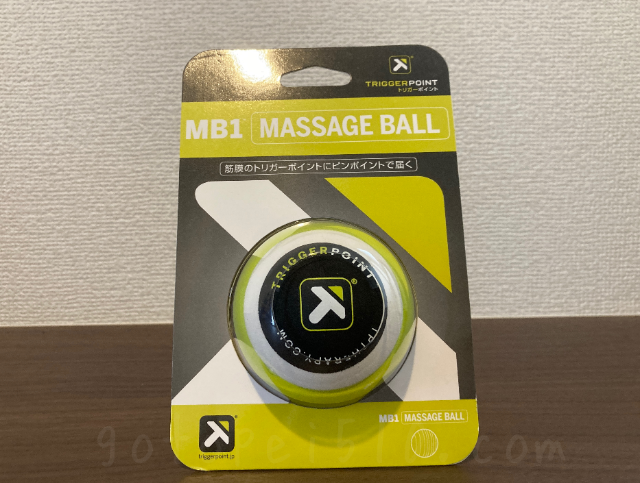 TRIGGERPOINT
トリガーポイント
MB1 MASSAGE BALL
筋膜のトリガーポイントにピンポイントで届く
TRIGGERPOINT
®
TPTHERAPY.COM
MB1 MASSAGE BALL
®
triggerpoint.jp